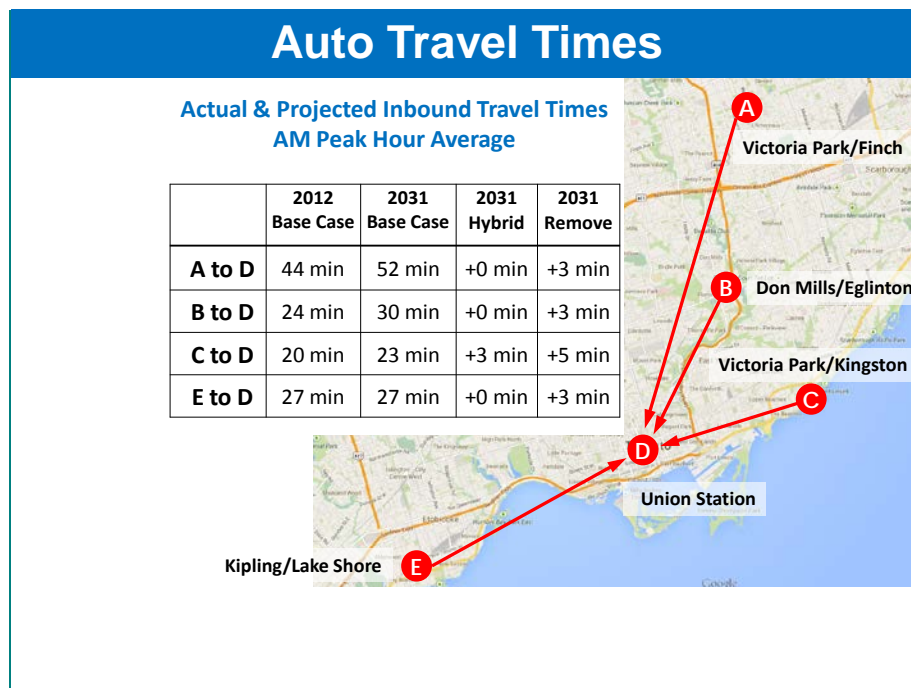 Auto Travel Times
Actual & Projected Inbound Travel Times
AM Peak Hour Average
2012 2031 2031 2031
Base Case Base Case Hybrid Remove
A to D 44 min 52 min +0 min +3 min
B to D 24 min 30 min +0 min +3 min
C to D 20 min 23 min +3 min +5 min
E to D 27 min 27 min +0 min +3 min
A
Victoria Park/Finch
Scarborough
B
Don Mills/Eglinton
Victoria Park/Kingston
C
D
Union Station
Etobicoke
Kipling/Lake Shore
E
Google